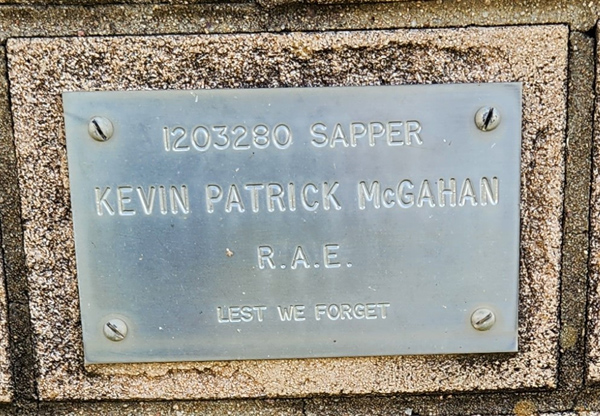 1203280 SAPPER
KEVIN PATRICK McGAHAN
R.A.E.
LEST WE FORGET